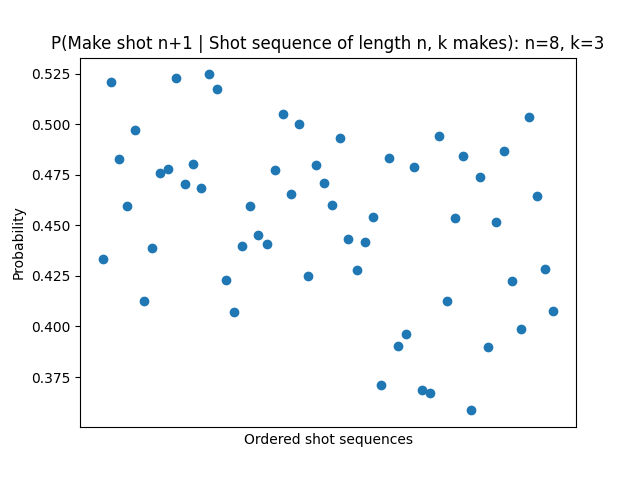 P(Make shot n+1 | Shot sequence of length n, k makes): n=8, k=3
0.525
0.500
0.475
0.450
0.425
0.400
0.375
Probability
Ordered shot sequences